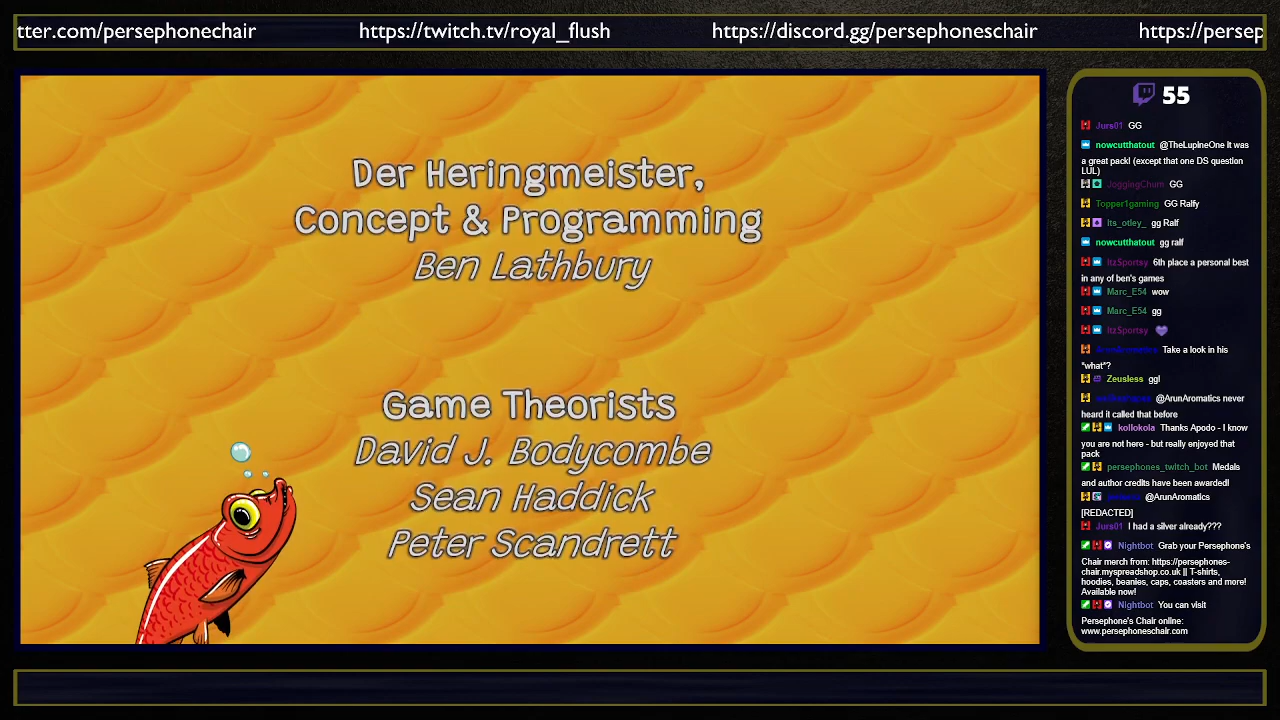 tter.com/persephonechair https://twitch.tv/royal_flush https://discord.gg/persephoneschair https://persep
Der Heringmeister,
Concept & Programming
Ben Lathbury
Game Theorists
David J. Bodycombe
Sean Haddick
Peter Scandrett
55
Jurs01 GG
nowcutthatout @TheLupineOne it was
a great pack! (except that one DS question
LUL)
JoggingChum GG
Topper1gaming GG Ralfy
Its_otley_ gg Ralf
nowcutthatout gg ralf
ItzSportsy 6th place a personal best
in any of ben's games
Marc_E54 wow
Marc_E54 gg
ItzSportsy
ArunAromatics Take a look in his
*what*?
Zeusless ggl
@ArunAromatics never
heard it called that before
kollokola Thanks Apodo - I know
you are not here - but really enjoyed that
pack
persephones_twitch_bot Medals
and author credits have been awarded!
@ArunAromatics
[REDACTED]
Jurs01 I had a silver already???
Nightbot Grab your Persephone's
Chair merch from: https://persephones-
chair.myspreadshop.co.uk || T-shirts,
hoodies, beanies, caps, coasters and more!
Available now!
Nightbot You can visit
Persephone's Chair online:
www.persephoneschair.com